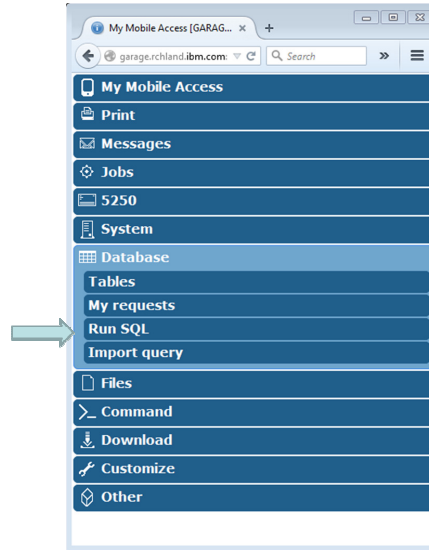 My Mobile Access [GARAG...
garage.rchland.ibm.com:
Search
My Mobile Access
Print
Messages
Jobs
5250
System
Database
Tables
My requests
Run SQL
Import query
Files
Command
Download
Customize
Other